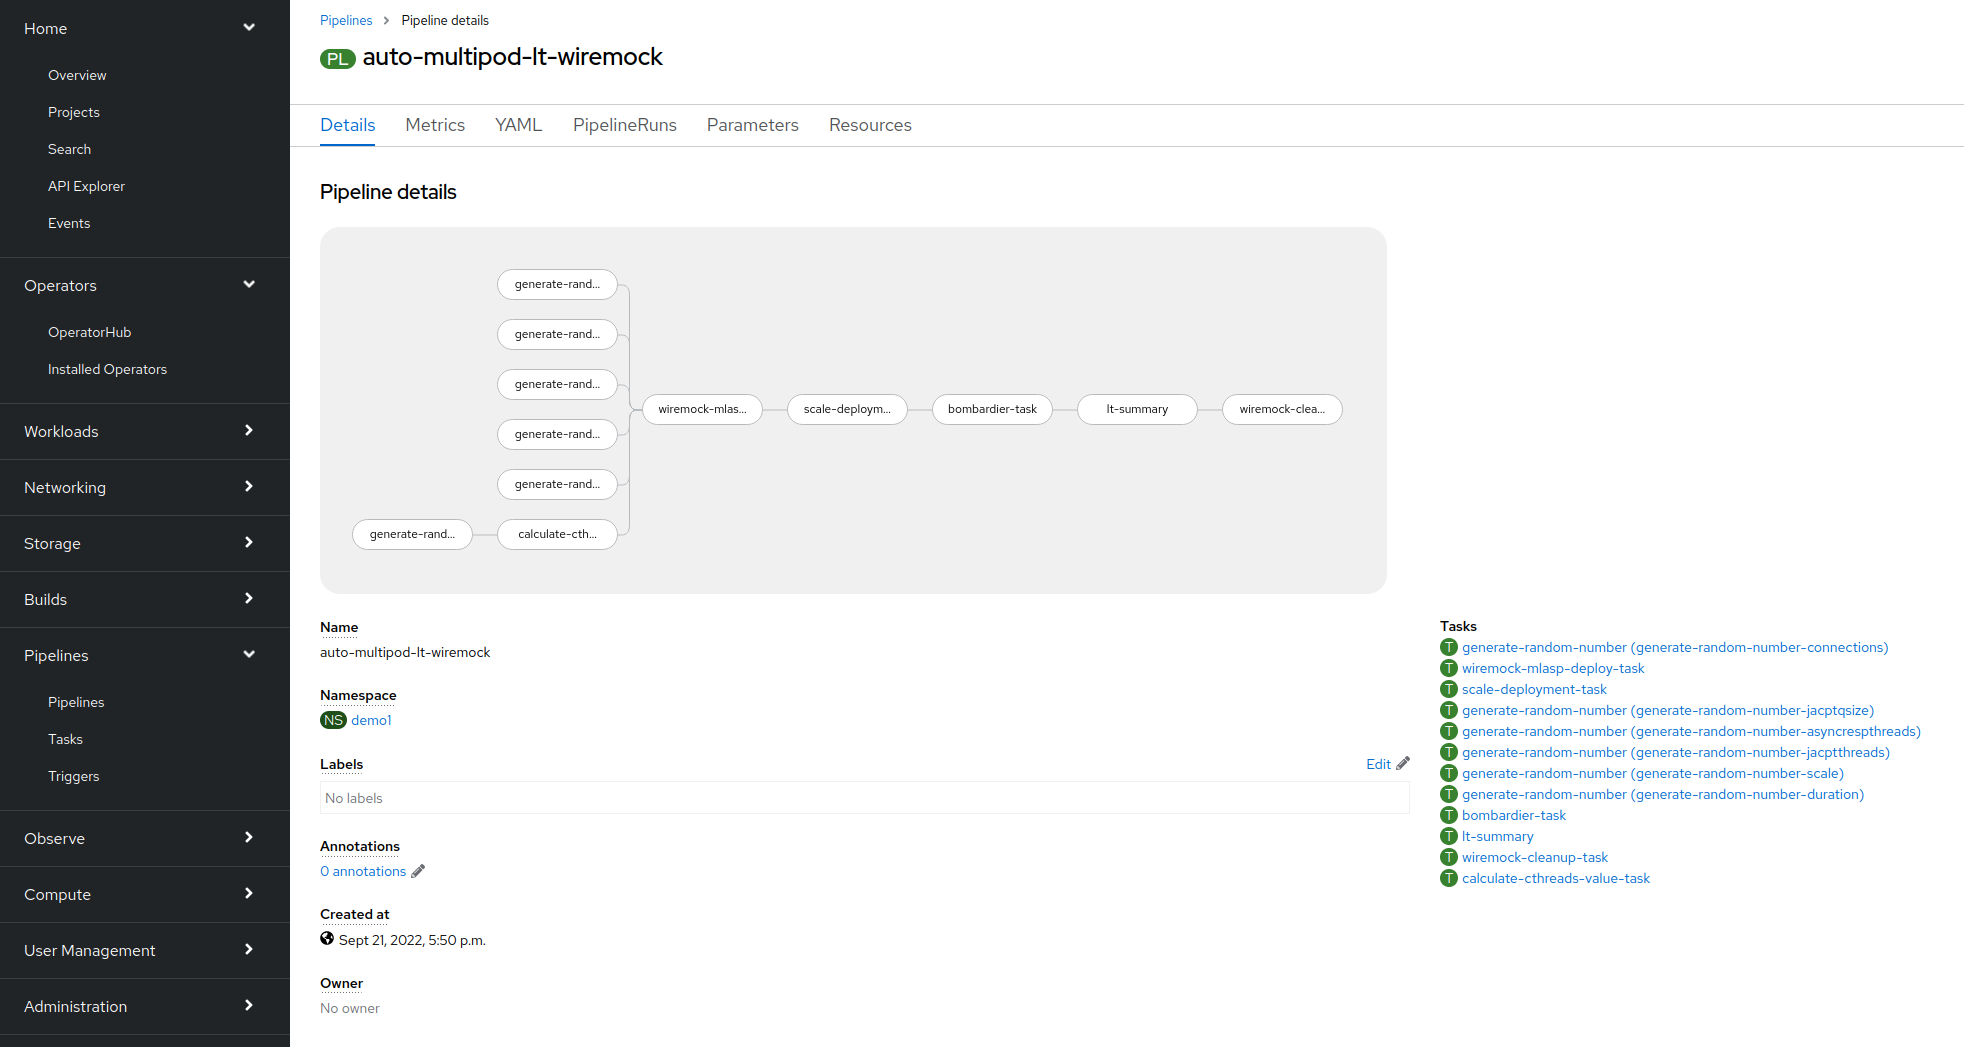 Home
Overview
Projects
Search
API Explorer
Events
Operators
OperatorHub
Installed Operators
Workloads
Networking
Storage
Builds
Pipelines
Pipelines
Tasks
Triggers
Observe
Compute
User Management
Administration
Pipelines > Pipeline details
PL auto-multipod-lt-wiremock
Details Metrics YAML PipelineRuns Parameters Resources
Pipeline details
generate-rand...
generate-rand...
generate-rand...
wiremock-mlas... scale-deploym... bombardier-task lt-summary wiremock-clea...
generate-rand...
generate-rand...
generate-rand... calculate-cth...
Name
auto-multipod-lt-wiremock
Namespace
NS demo1
Labels Edit
No labels
Annotations
0 annotations
Created at
Sept 21, 2022, 5:50 p.m.
Owner
No owner
Tasks
T generate-random-number (generate-random-number-connections)
T wiremock-mlasp-deploy-task
T scale-deployment-task
T generate-random-number (generate-random-number-jacptqsize)
T generate-random-number (generate-random-number-asyncrespthreads)
T generate-random-number (generate-random-number-jacptthreads)
T generate-random-number (generate-random-number-scale)
T generate-random-number (generate-random-number-duration)
T bombardier-task
T lt-summary
T wiremock-cleanup-task
T calculate-cthreads-value-task